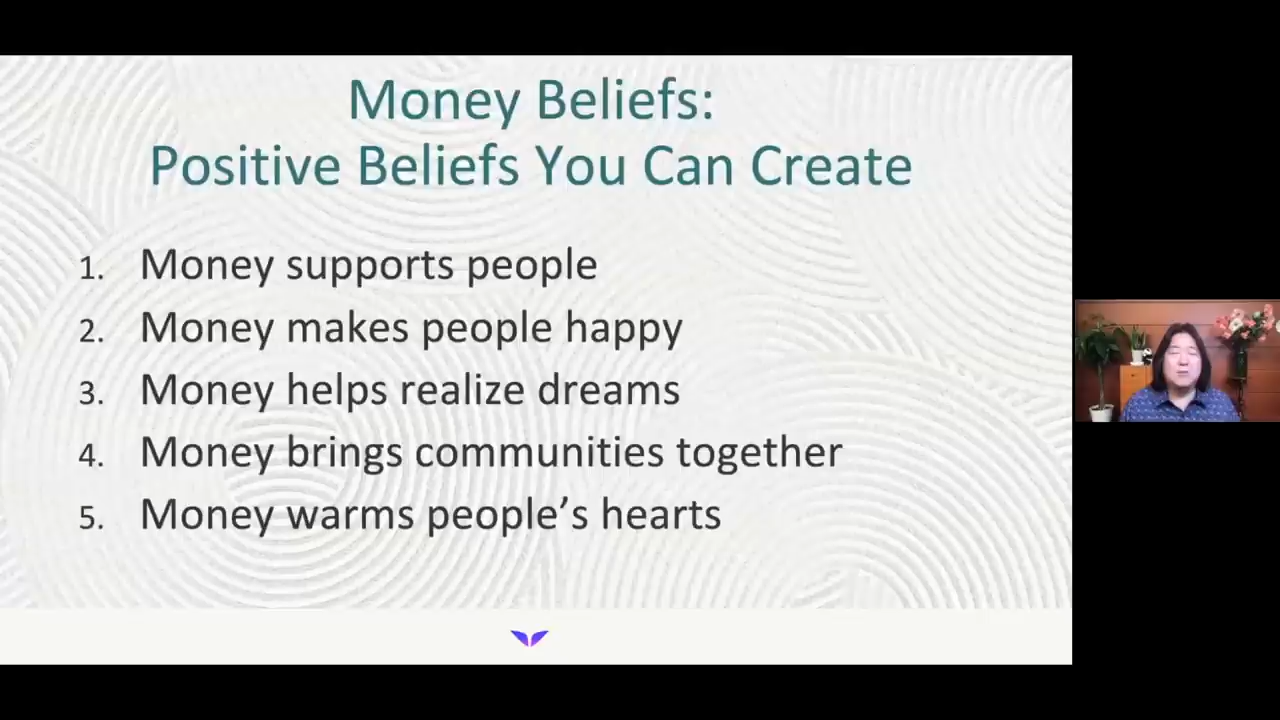 Money Beliefs:
Positive Beliefs You Can Create
1. Money supports people
2. Money makes people happy
3. Money helps realize dreams
4. Money brings communities together
5. Money warms people’s hearts